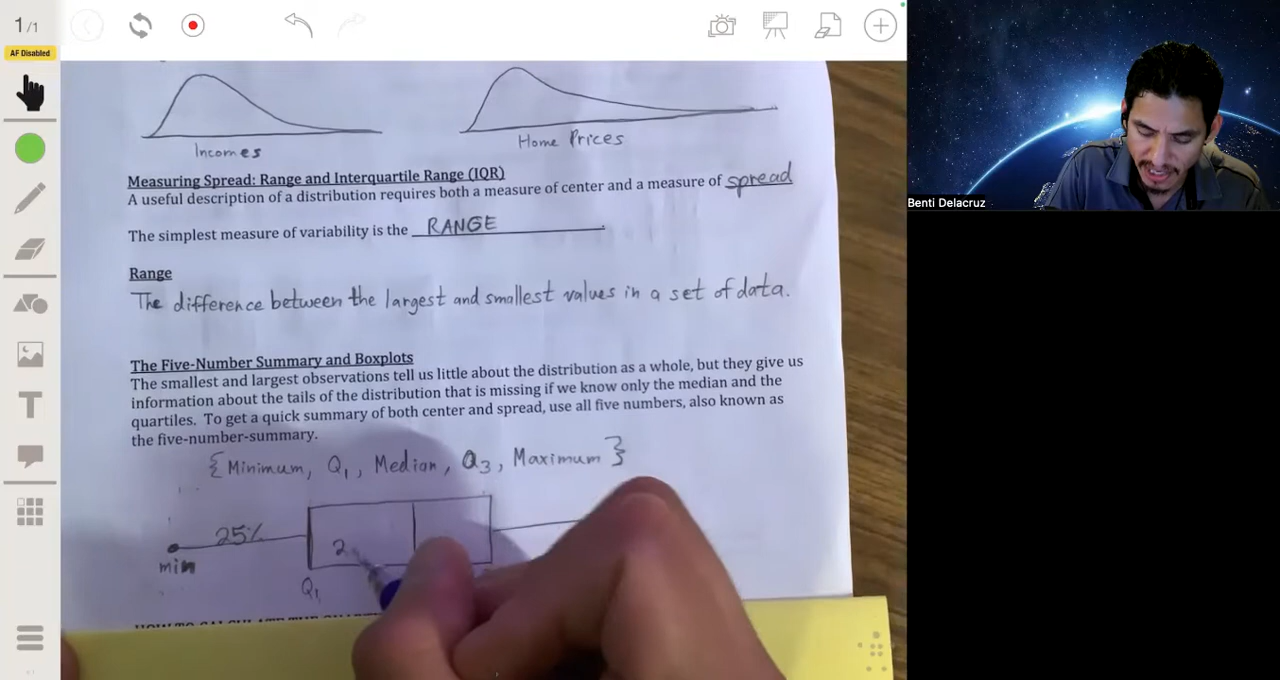 1/1
AF Disabled
Incomes
Home Prices
Measuring Spread: Range and Interquartile Range (IQR)
A useful description of a distribution requires both a measure of center and a measure of spread
The simplest measure of variability is the RANGE
Range
The difference between the largest and smallest values in a set of data.
The Five-Number Summary and Boxplots
The smallest and largest observations tell us little about the distribution as a whole, but they give us
information about the tails of the distribution that is missing if we know only the median and the
quartiles. To get a quick summary of both center and spread, use all five numbers, also known as
the five-number-summary.
{Minimum, Q1, Median, Q3, Maximum}
25%
2
min
Q1
T
Benti Delacruz